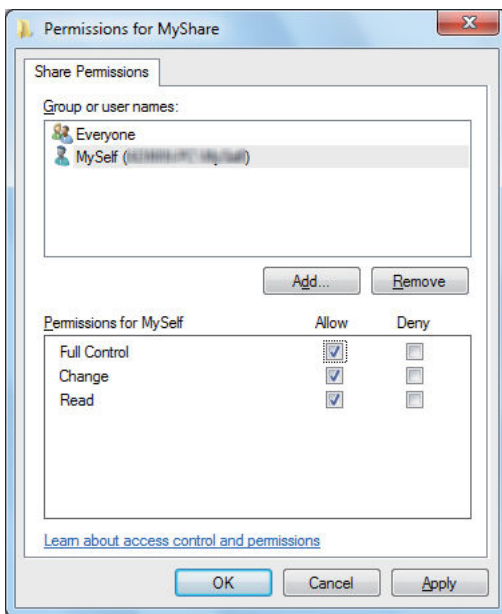 Permissions for MyShare
Share Permissions
Group or user names:
Everyone
MySelf ( )
Add... Remove
Permissions for MySelf Allow Deny
Full Control
Change
Read
Learn about access control and permissions
OK Cancel Apply